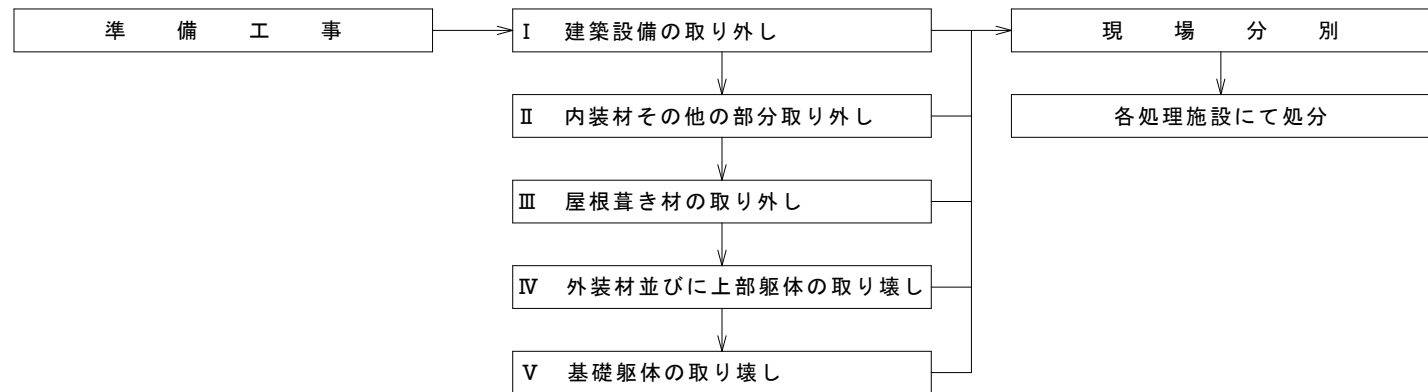 準備工事
Ⅰ 建築設備の取り外し
現場分別
Ⅱ 内装材その他の部分取り外し
各処理施設にて処分
Ⅲ 屋根葺き材の取り外し
Ⅳ 外装材並びに上部躯体の取り壊し
Ⅴ 基礎躯体の取り壊し